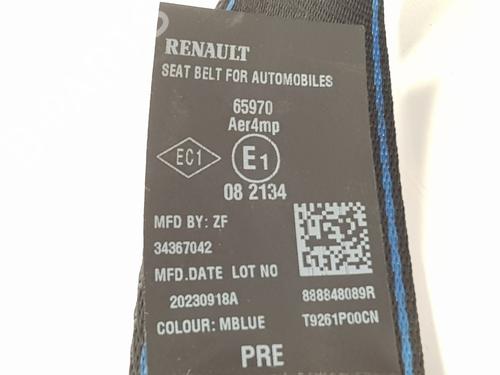 RENAULT
SEAT BELT FOR AUTOMOBILES
65970
Aer4mp
EC1
E1
08 2134
MFD BY: ZF
34367042
MFD.DATE LOT NO
20230918A 888848089R
COLOUR: MBLUE T9261P00CN
PRE